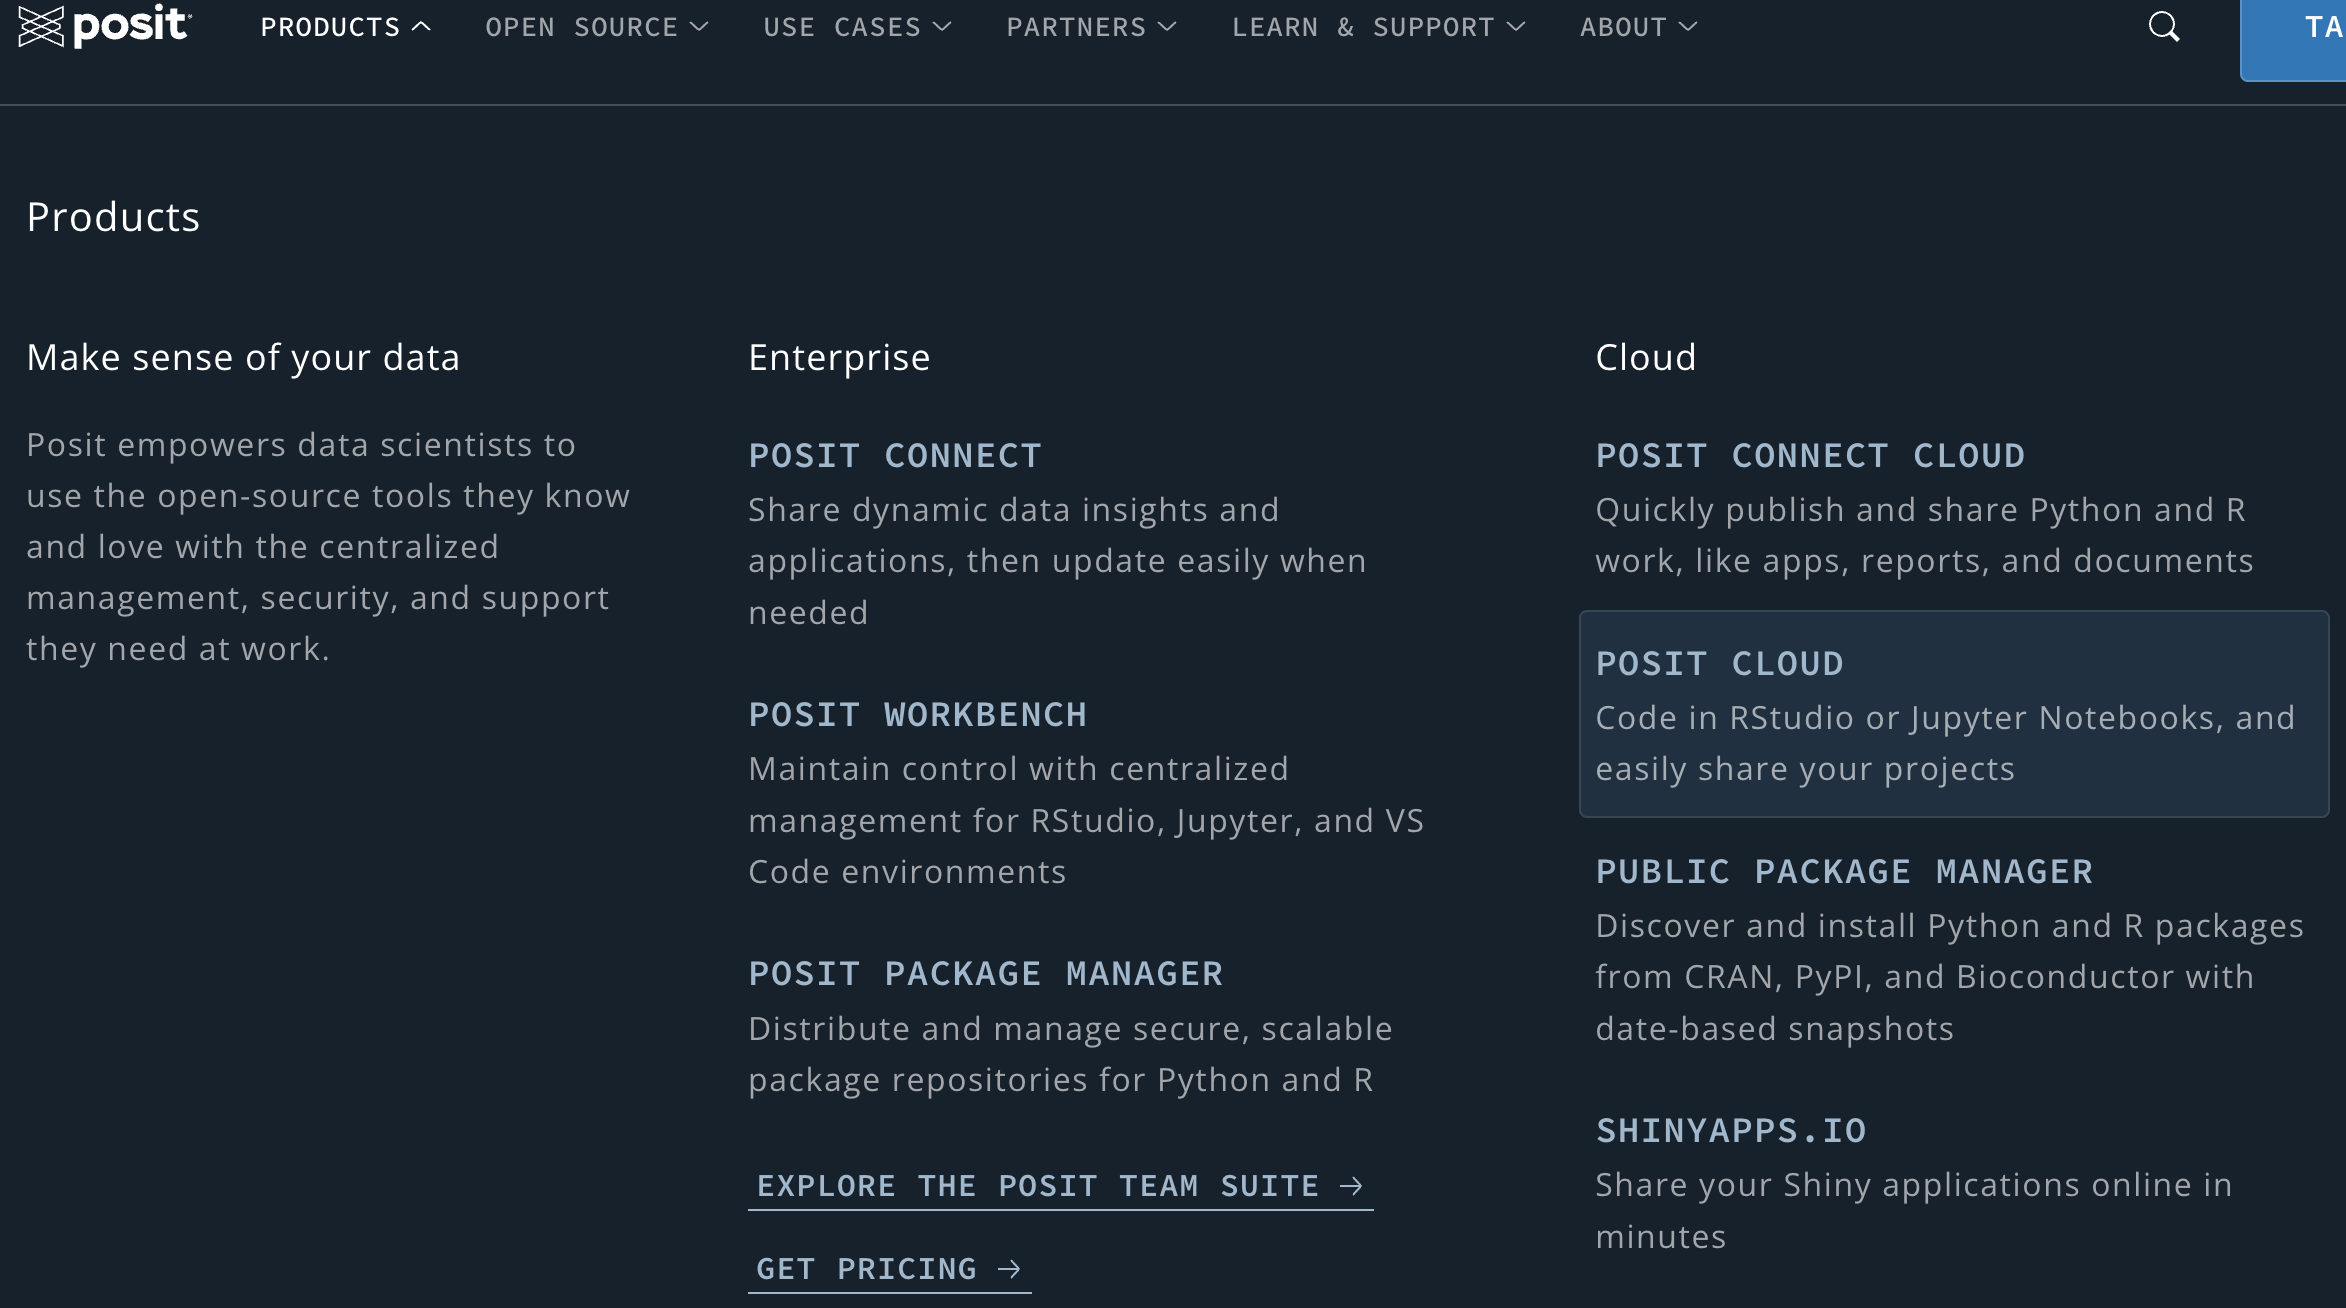 posit
PRODUCTS
OPEN SOURCE
USE CASES
PARTNERS
LEARN & SUPPORT
ABOUT
TA
Products
Make sense of your data
Posit empowers data scientists to
use the open-source tools they know
and love with the centralized
management, security, and support
they need at work.
Enterprise
POSIT CONNECT
Share dynamic data insights and
applications, then update easily when
needed
POSIT WORKBENCH
Maintain control with centralized
management for RStudio, Jupyter, and VS
Code environments
POSIT PACKAGE MANAGER
Distribute and manage secure, scalable
package repositories for Python and R
EXPLORE THE POSIT TEAM SUITE →
GET PRICING →
Cloud
POSIT CONNECT CLOUD
Quickly publish and share Python and R
work, like apps, reports, and documents
POSIT CLOUD
Code in RStudio or Jupyter Notebooks, and
easily share your projects
PUBLIC PACKAGE MANAGER
Discover and install Python and R packages
from CRAN, PyPI, and Bioconductor with
date-based snapshots
SHINYAPPS.IO
Share your Shiny applications online in
minutes